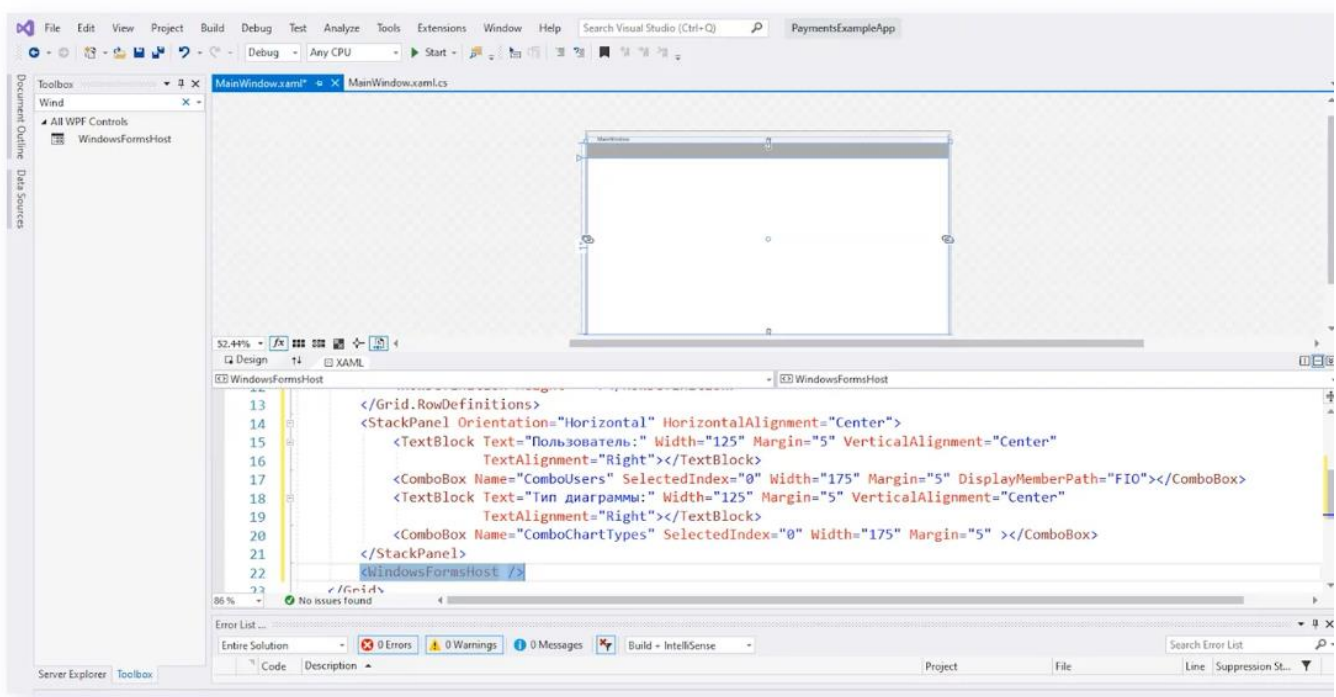 File Edit View Project Build Debug Test Analyze Tools Extensions Window Help Search Visual Studio (Ctrl+Q) PaymentsExampleApp
Debug Any CPU Start
Document Outline
Data Sources
Toolbox
Wind
All WPF Controls
WindowsFormsHost
Server Explorer Toolbox
MainWindow.xaml* MainWindow.xaml.cs
MainWindow
52.44%
Design XAML
WindowsFormsHost WindowsFormsHost
13 </Grid.RowDefinitions>
14 <StackPanel Orientation="Horizontal" HorizontalAlignment="Center">
15 <TextBlock Text="Пользователь:" Width="125" Margin="5" VerticalAlignment="Center"
16 TextAlignment="Right"></TextBlock>
17 <ComboBox Name="ComboUsers" SelectedIndex="0" Width="175" Margin="5" DisplayMemberPath="FIO"></ComboBox>
18 <TextBlock Text="Тип диаграммы:" Width="125" Margin="5" VerticalAlignment="Center"
19 TextAlignment="Right"></TextBlock>
20 <ComboBox Name="ComboChartTypes" SelectedIndex="0" Width="175" Margin="5" ></ComboBox>
21 </StackPanel>
22 <WindowsFormsHost />
23 </Grid>
86 % No issues found
Error List ...
Entire Solution 0 Errors 0 Warnings 0 Messages Build + IntelliSense Search Error List
Code Description Project File Line Suppression St...